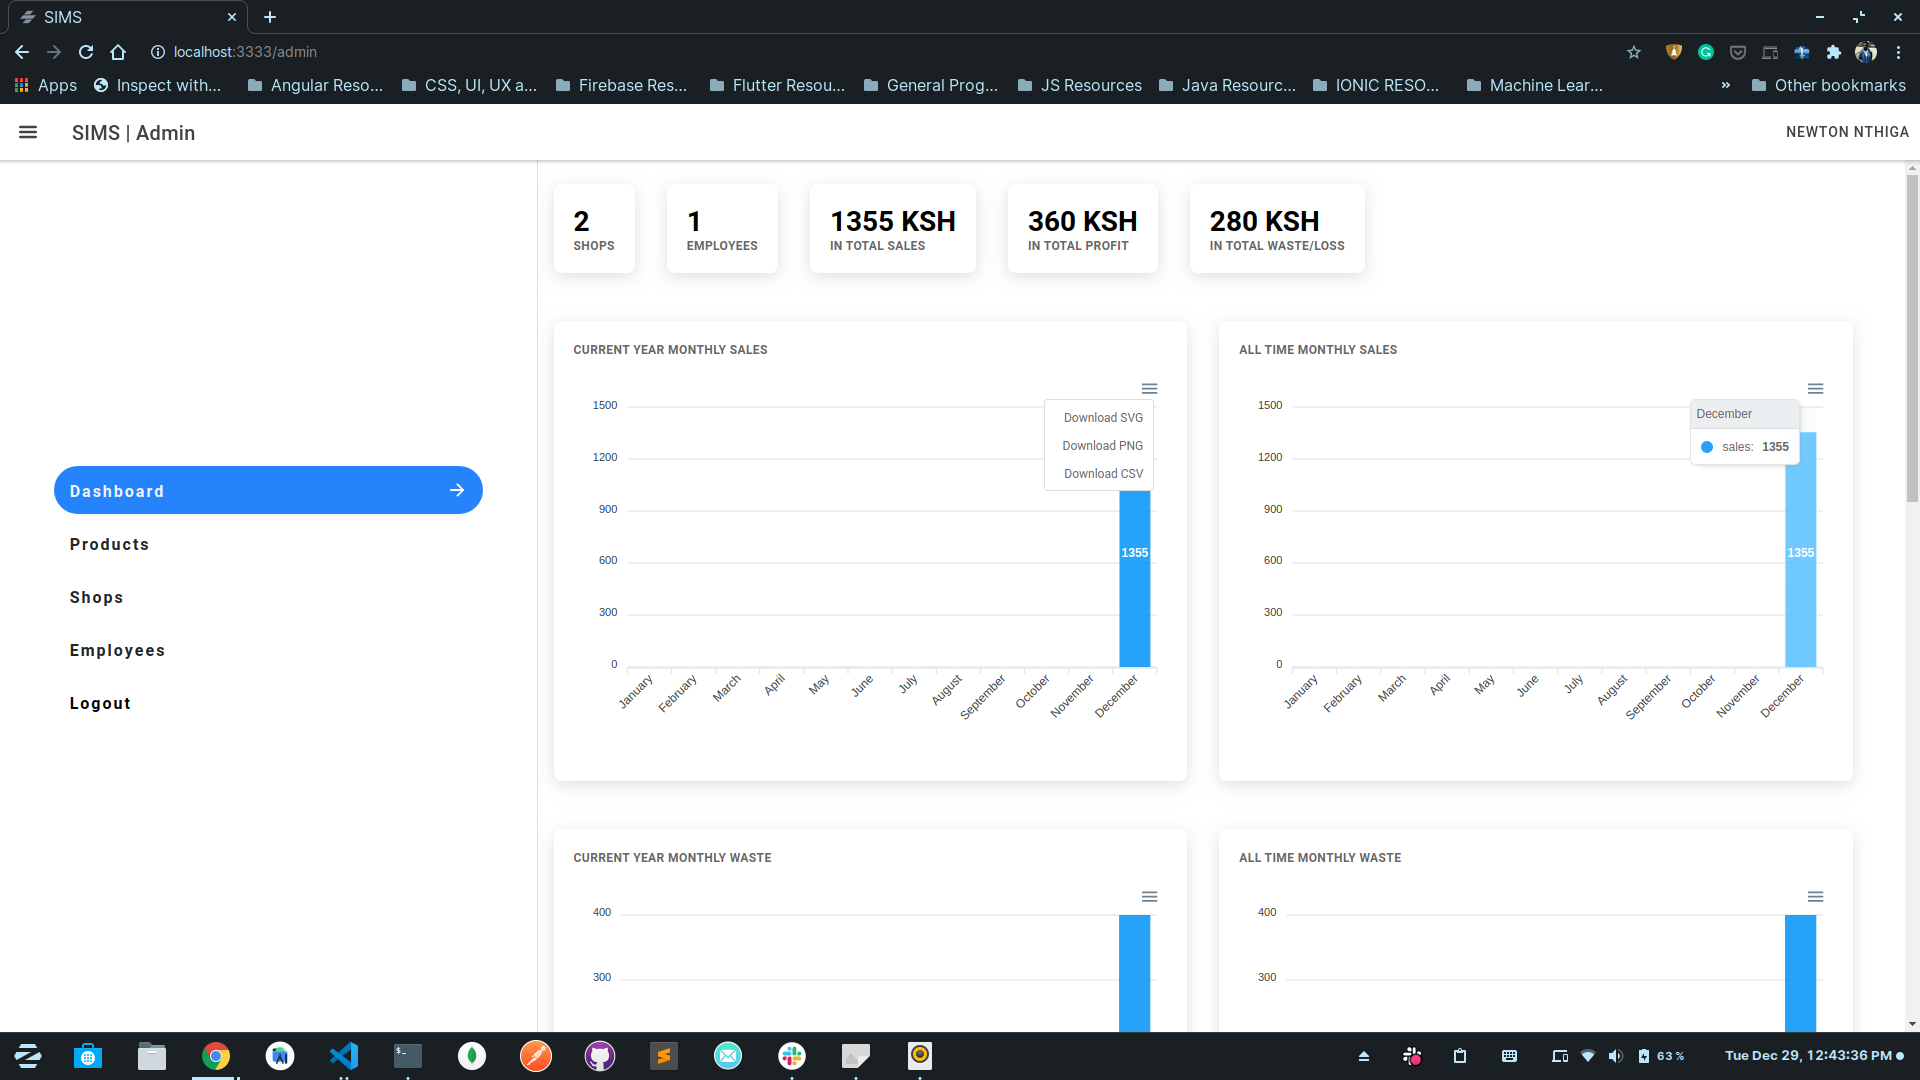 SIMS
localhost:3333/admin
Apps
Inspect with...
Angular Reso...
CSS, UI, UX a...
Firebase Res...
Flutter Resou...
General Prog...
JS Resources
Java Resourc...
IONIC RESO...
Machine Lear...
»
Other bookmarks
SIMS | Admin
NEWTON NTHIGA
Dashboard
Products
Shops
Employees
Logout
2
SHOPS
1
EMPLOYEES
1355 KSH
IN TOTAL SALES
360 KSH
IN TOTAL PROFIT
280 KSH
IN TOTAL WASTE/LOSS
CURRENT YEAR MONTHLY SALES
1500
1200
900
600
300
0
Download SVG
Download PNG
Download CSV
1355
January
February
March
April
May
June
July
August
September
October
November
December
ALL TIME MONTHLY SALES
1500
1200
900
600
300
0
December
sales: 1355
1355
January
February
March
April
May
June
July
August
September
October
November
December
CURRENT YEAR MONTHLY WASTE
400
300
ALL TIME MONTHLY WASTE
400
300
63 %
Tue Dec 29, 12:43:36 PM